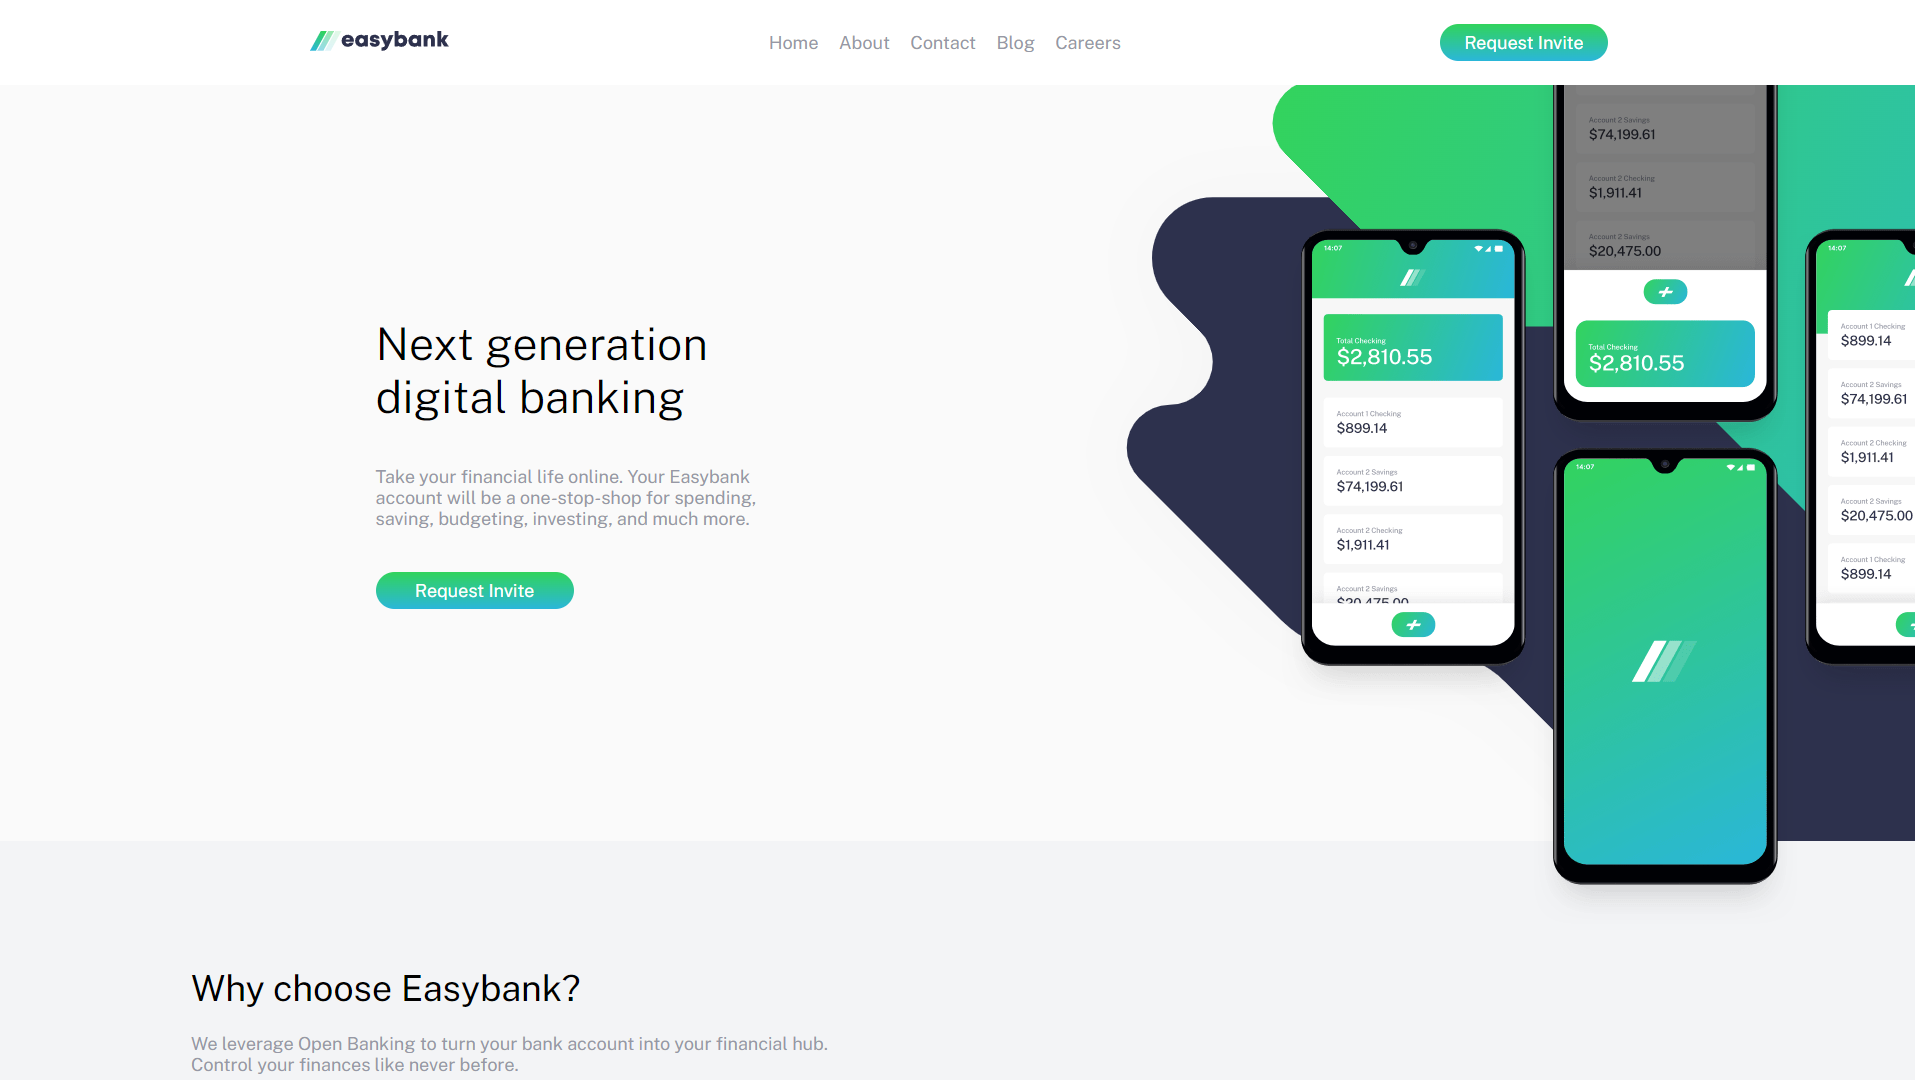 easybank
Home About Contact Blog Careers
Request Invite
Next generation
digital banking
Take your financial life online. Your Easybank
account will be a one-stop-shop for spending,
saving, budgeting, investing, and much more.
Request Invite
Account 2 Savings
$74,199.61
Account 2 Checking
$1,911.41
Account 2 Savings
$20,475.00
Total Checking
$2,810.55
14:07
Total Checking
$2,810.55
Account 1 Checking
$899.14
Account 2 Savings
$74,199.61
Account 2 Checking
$1,911.41
Account 2 Savings
$20,475.00
14:07
14:07
Account 1 Checking
$899.14
Account 2 Savings
$74,199.61
Account 2 Checking
$1,911.41
Account 2 Savings
$20,475.00
Account 1 Checking
$899.14
Why choose Easybank?
We leverage Open Banking to turn your bank account into your financial hub.
Control your finances like never before.